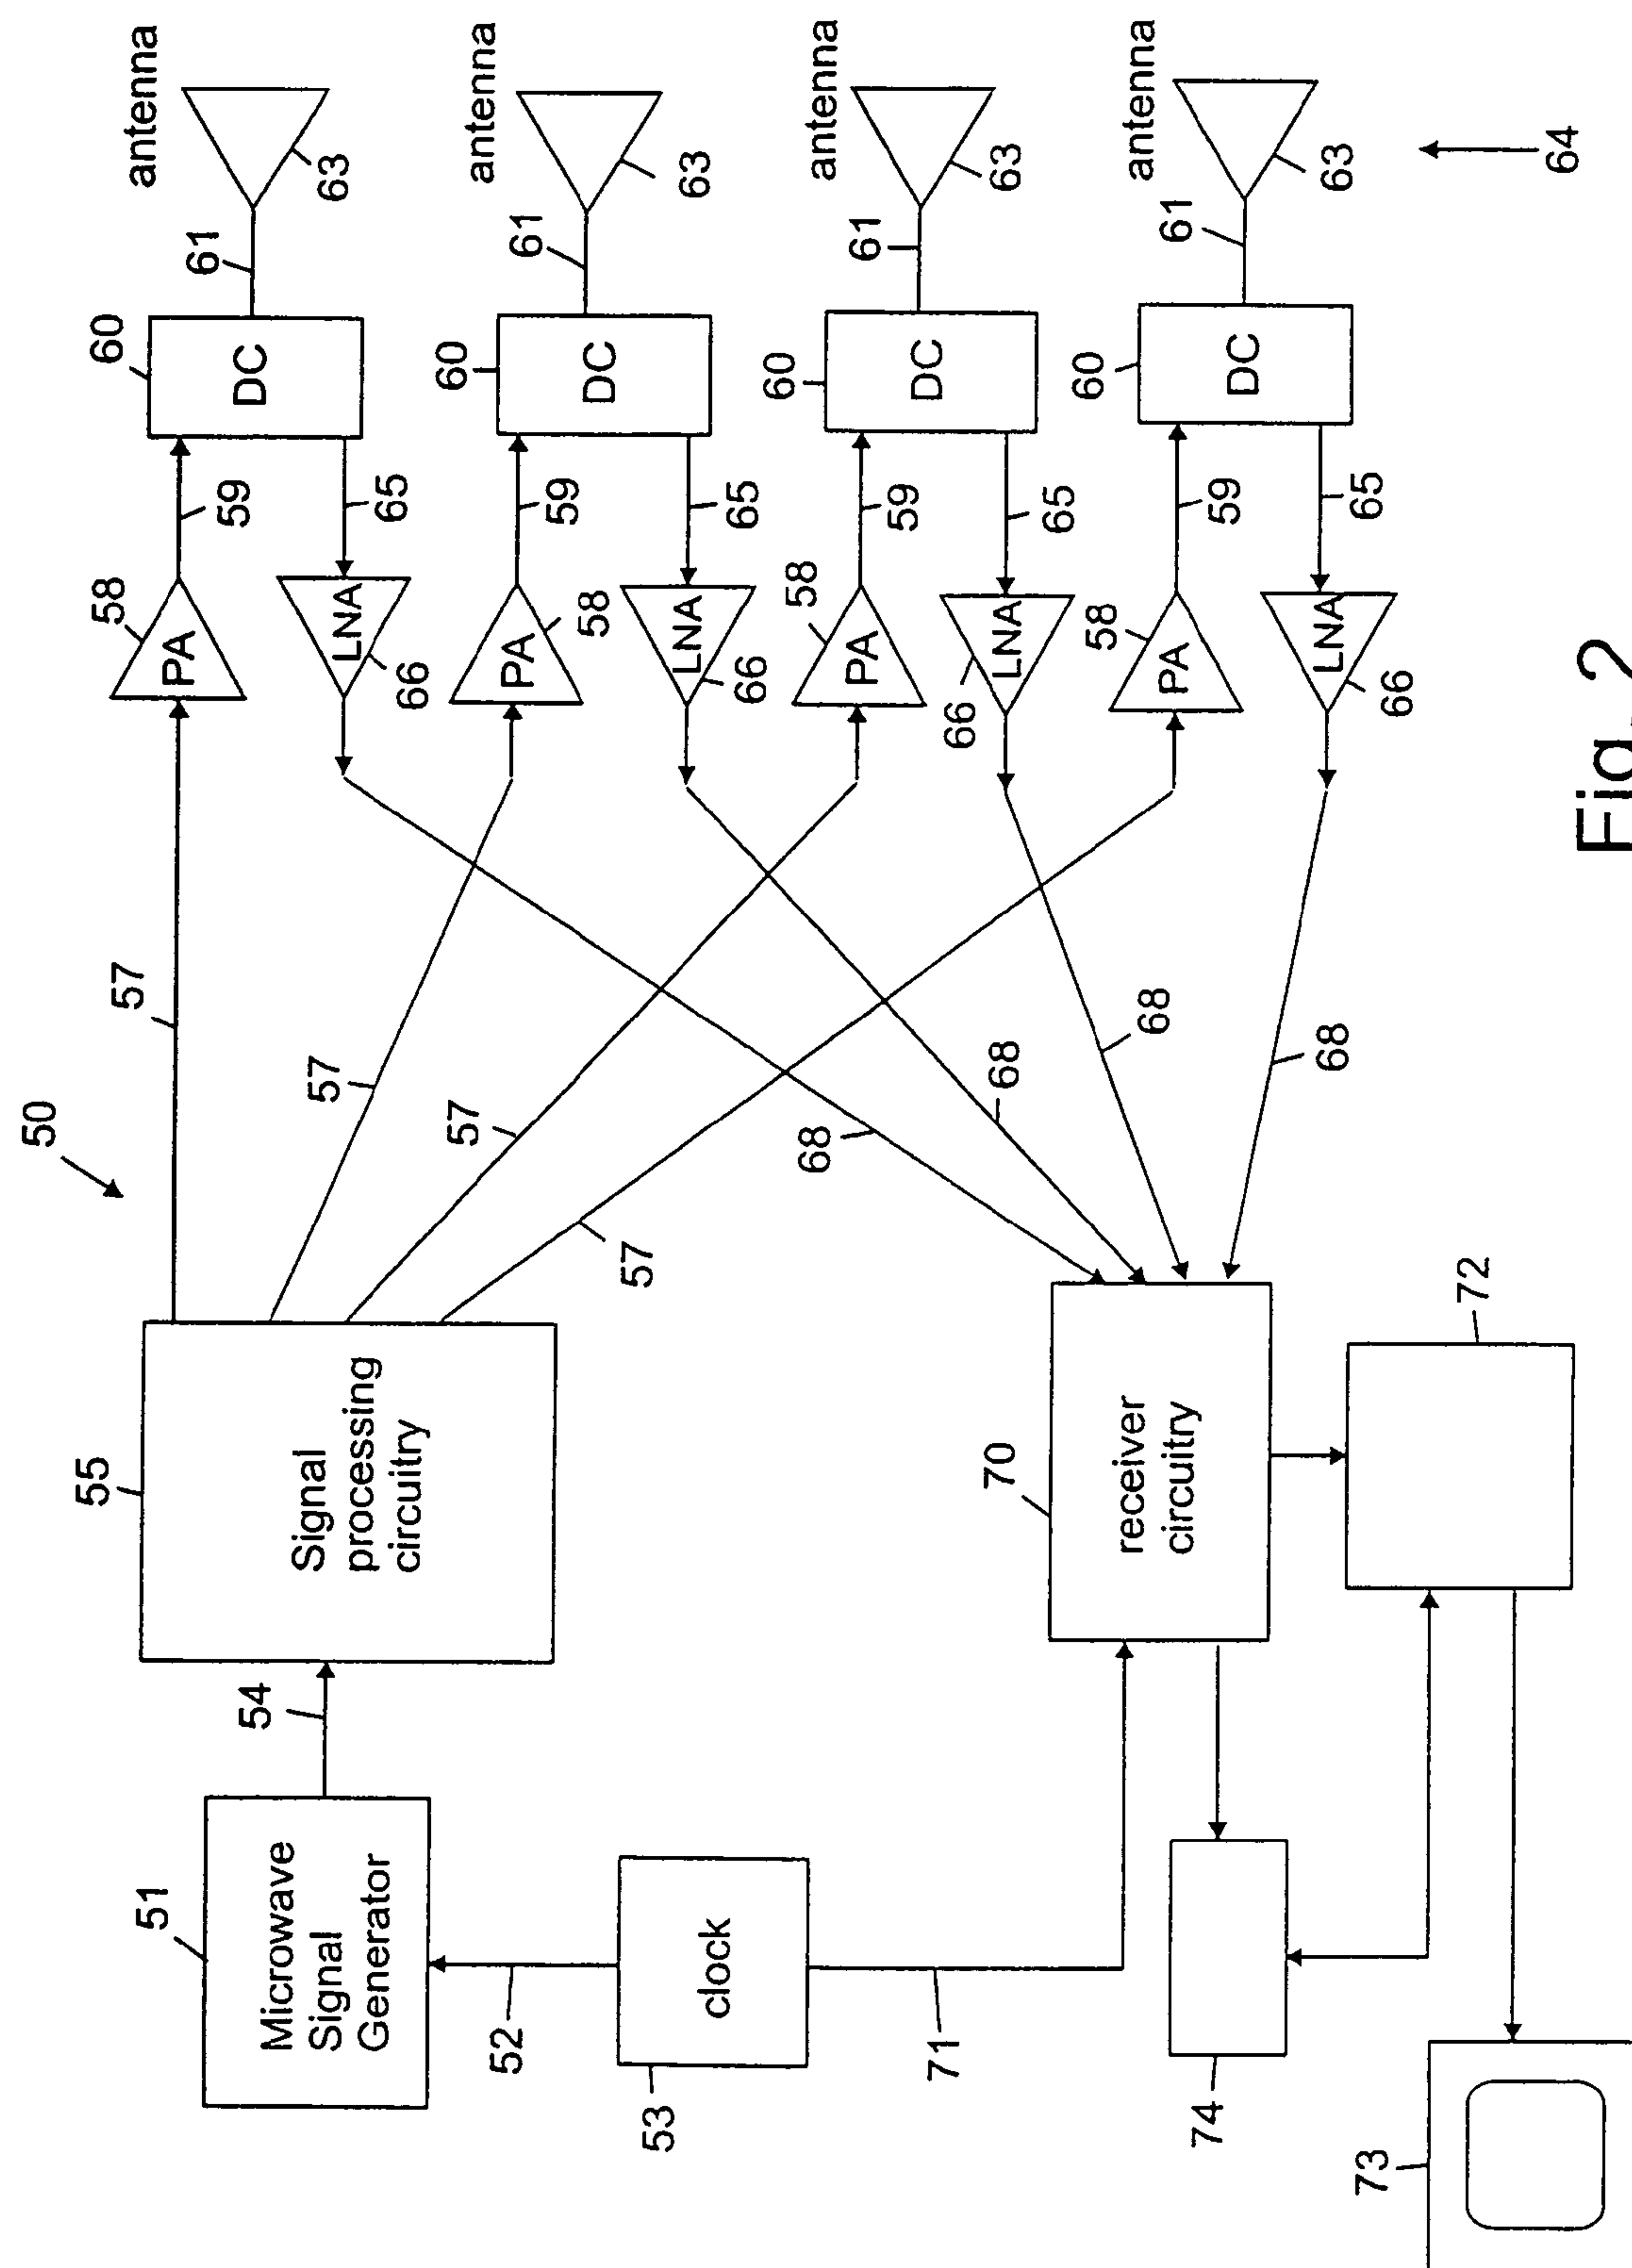 50
51
Microwave
Signal
Generator
52
53
clock
54
55
Signal
processing
circuitry
57
57
57
57
58
PA
59
60
DC
61
antenna
63
65
LNA
66
58
PA
59
60
DC
61
antenna
63
65
LNA
66
58
PA
59
60
DC
61
antenna
63
65
LNA
66
58
PA
59
60
DC
61
antenna
63
65
LNA
66
64
68
68
68
68
70
receiver
circuitry
71
72
73
74
Fig. 2